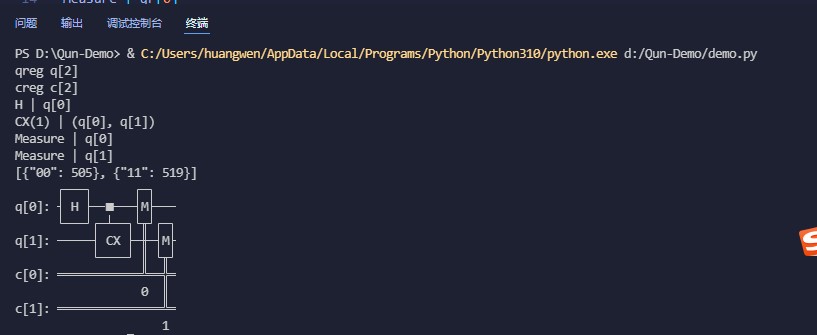 问题 输出 调试控制台 终端
PS D:\Qun-Demo> & C:/Users/huangwen/AppData/Local/Programs/Python/Python310/python.exe d:/Qun-Demo/demo.py
qreg q[2]
creg c[2]
H | q[0]
CX(1) | (q[0], q[1])
Measure | q[0]
Measure | q[1]
[{"00": 505}, {"11": 519}]
q[0]: H M
q[1]: CX M
c[0]:
0
c[1]:
1